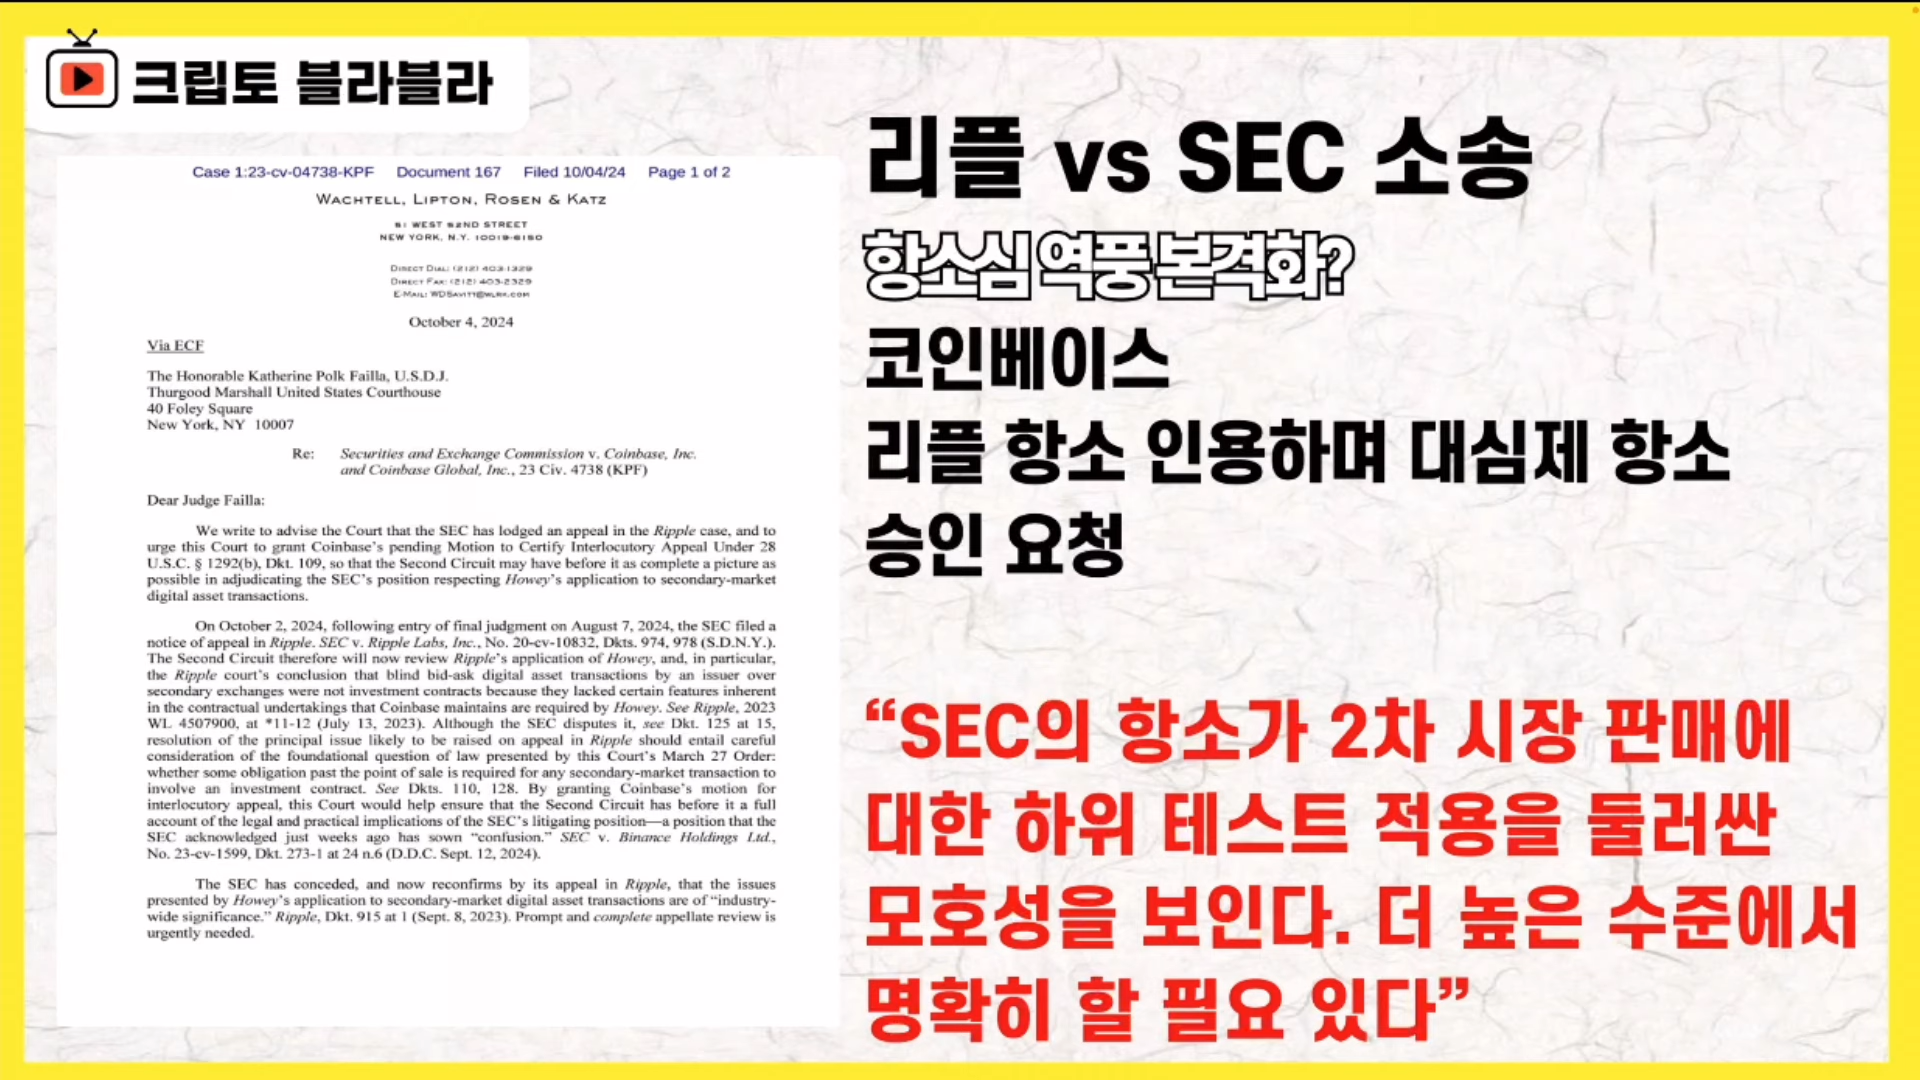 크립토 블라블라
Case 1:23-cv-04738-KPF Document 167 Filed 10/04/24 Page 1 of 2
WACHTELL, LIPTON, ROSEN & KATZ
51 WEST 52ND STREET
NEW YORK, N.Y. 10019-6150
DIRECT DIAL: (212) 403-1329
DIRECT FAX: (212) 403-2329
E-MAIL: WDSAVITT@WLRK.COM
October 4, 2024
Via ECF
The Honorable Katherine Polk Failla, U.S.D.J.
Thurgood Marshall United States Courthouse
40 Foley Square
New York, NY 10007
Re: Securities and Exchange Commission v. Coinbase, Inc.
and Coinbase Global, Inc., 23 Civ. 4738 (KPF)
Dear Judge Failla:
We write to advise the Court that the SEC has lodged an appeal in the Ripple case, and to
urge this Court to grant Coinbase's pending Motion to Certify Interlocutory Appeal Under 28
U.S.C. § 1292(b), Dkt. 109, so that the Second Circuit may have before it as complete a picture as
possible in adjudicating the SEC's position respecting Howey's application to secondary-market
digital asset transactions.
On October 2, 2024, following entry of final judgment on August 7, 2024, the SEC filed a
notice of appeal in Ripple. SEC v. Ripple Labs, Inc., No. 20-cv-10832, Dkts. 974, 978 (S.D.N.Y.).
The Second Circuit therefore will now review Ripple's application of Howey, and, in particular,
the Ripple court's conclusion that blind bid-ask digital asset transactions by an issuer over
secondary exchanges were not investment contracts because they lacked certain features inherent
in the contractual undertakings that Coinbase maintains are required by Howey. See Ripple, 2023
WL 4507900, at *11-12 (July 13, 2023). Although the SEC disputes it, see Dkt. 125 at 15,
resolution of the principal issue likely to be raised on appeal in Ripple should entail careful
consideration of the foundational question of law presented by this Court's March 27 Order:
whether some obligation past the point of sale is required for any secondary-market transaction to
involve an investment contract. See Dkts. 110, 128. By granting Coinbase's motion for
interlocutory appeal, this Court would help ensure that the Second Circuit has before it a full
account of the legal and practical implications of the SEC's litigating position—a position that the
SEC acknowledged just weeks ago has sown “confusion.” SEC v. Binance Holdings Ltd.,
No. 23-cv-1599, Dkt. 273-1 at 24 n.6 (D.D.C. Sept. 12, 2024).
The SEC has conceded, and now reconfirms by its appeal in Ripple, that the issues
presented by Howey's application to secondary-market digital asset transactions are of “industry-
wide significance.” Ripple, Dkt. 915 at 1 (Sept. 8, 2023). Prompt and complete appellate review is
urgently needed.
리플 vs SEC 소송
항소심 역풍 본격화?
코인베이스
리플 항소 인용하며 대심제 항소
승인 요청
“SEC의 항소가 2차 시장 판매에
대한 하위 테스트 적용을 둘러싼
모호성을 보인다. 더 높은 수준에서
명확히 할 필요 있다”